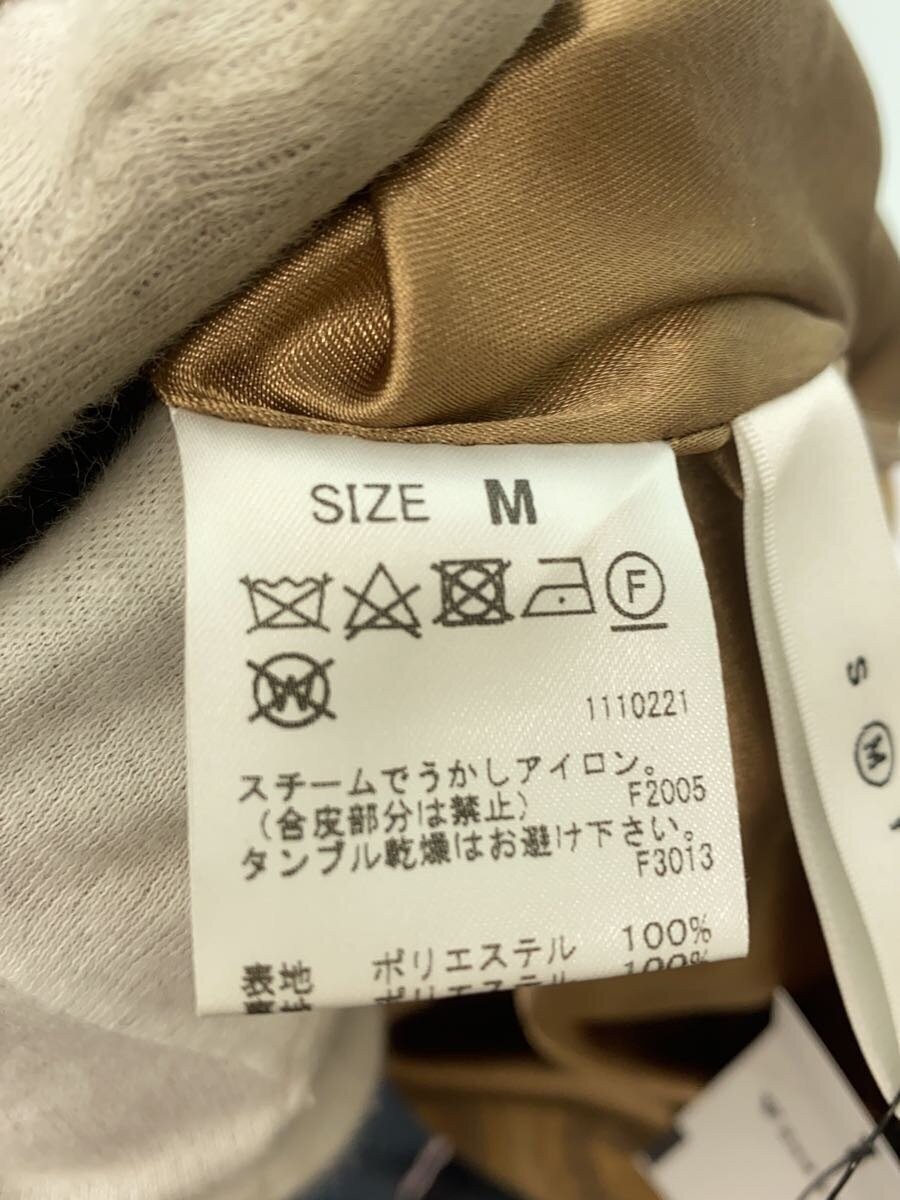 SIZE M
F
W
1110221
スチームでうかしアイロン。
F2005
（合皮部分は禁止）
タンブル乾燥はお避け下さい。
F3013
表地 ポリエステル 100%
S M